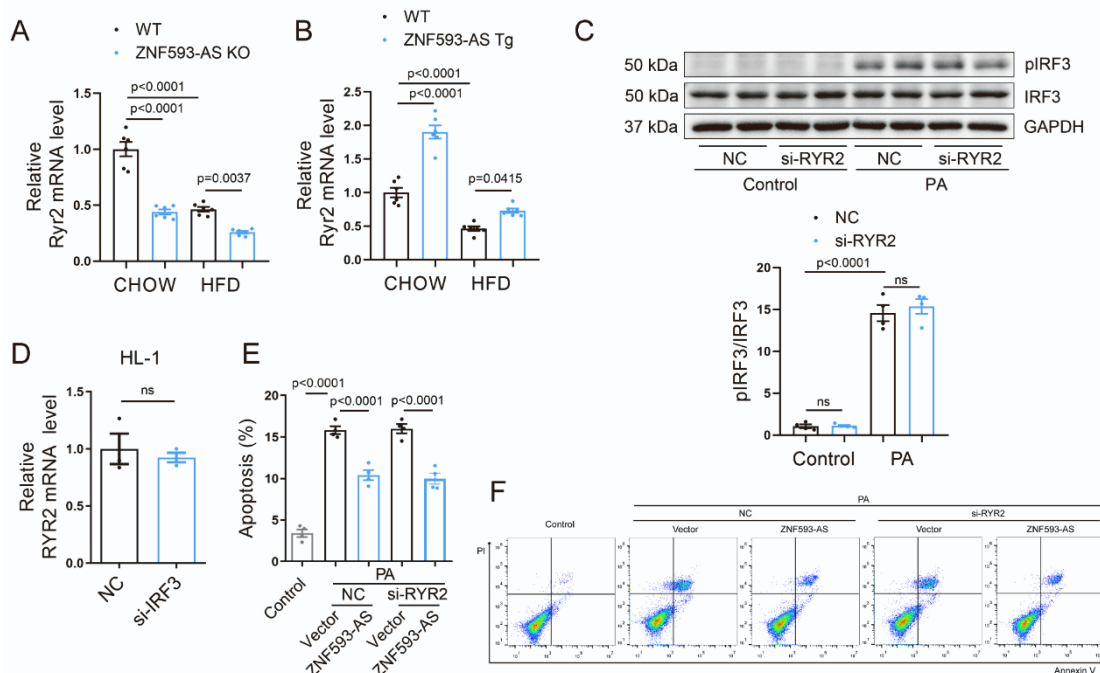 A
WT
ZNF593-AS KO
p<0.0001
p<0.0001
p=0.0037
Relative
Ryr2 mRNA level
1.5
1.0
0.5
0.0
CHOW
HFD
B
WT
ZNF593-AS Tg
p<0.0001
p<0.0001
p=0.0415
Relative
Ryr2 mRNA level
2.5
2.0
1.5
1.0
0.5
0.0
CHOW
HFD
C
50 kDa
pIRF3
50 kDa
IRF3
37 kDa
GAPDH
NC si-RYR2 NC si-RYR2
Control PA
NC
si-RYR2
p<0.0001
ns
ns
pIRF3/IRF3
20
15
10
5
0
Control PA
D
HL-1
ns
Relative
RYR2 mRNA level
1.5
1.0
0.5
0.0
NC
si-IRF3
E
p<0.0001
p<0.0001 p<0.0001
Apoptosis (%)
20
15
10
5
0
Control
Vector
ZNF593-AS
Vector
ZNF593-AS
NC si-RYR2
PA
F
PA
NC si-RYR2
Control Vector ZNF593-AS Vector ZNF593-AS
PI
Annexin V